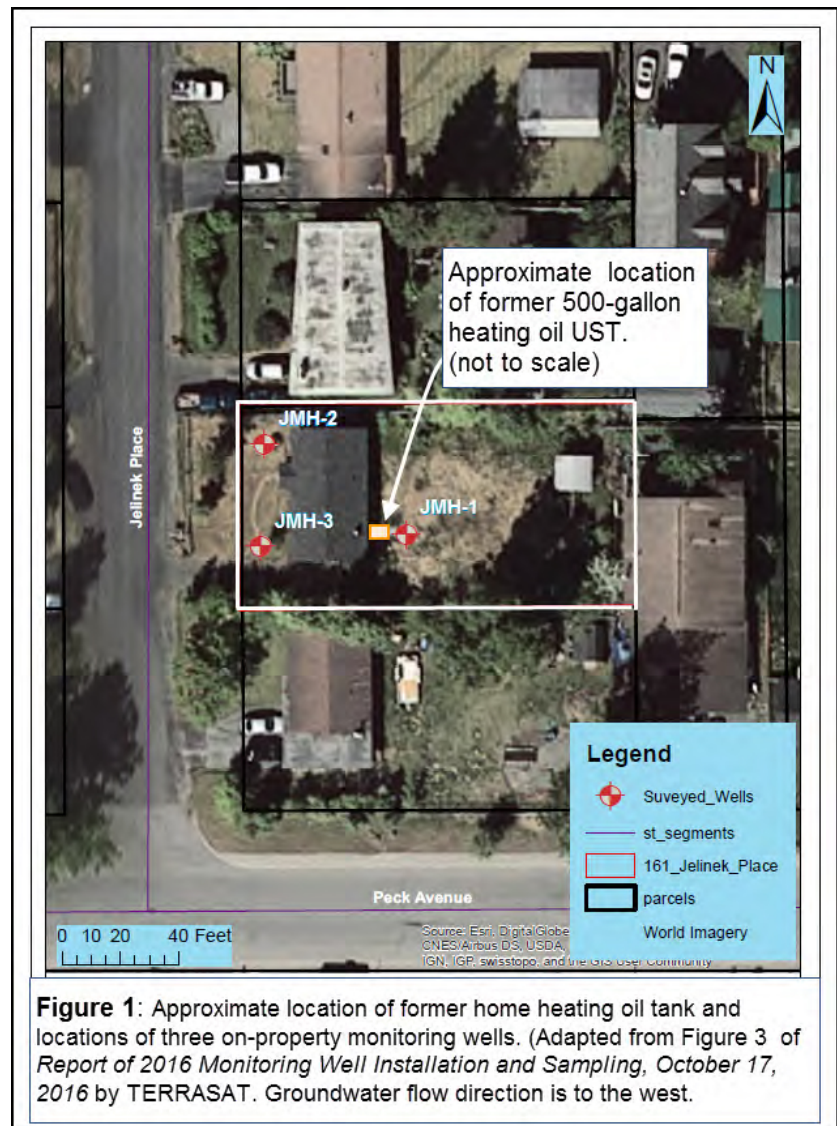 N
Approximate location
of former 500-gallon
heating oil UST.
(not to scale)
JMH-2
JMH-3
JMH-1
Jelinek Place
Peck Avenue
Legend
Suveyed_Wells
st_segments
161_Jelinek_Place
parcels
World Imagery
0 10 20 40 Feet
Source: Esri, DigitalGlobe
CNES/Airbus DS, USDA,
IGN, IGP, swisstopo, and the GIS User Community
Figure 1: Approximate location of former home heating oil tank and
locations of three on-property monitoring wells. (Adapted from Figure 3 of
Report of 2016 Monitoring Well Installation and Sampling, October 17,
2016 by TERRASAT. Groundwater flow direction is to the west.